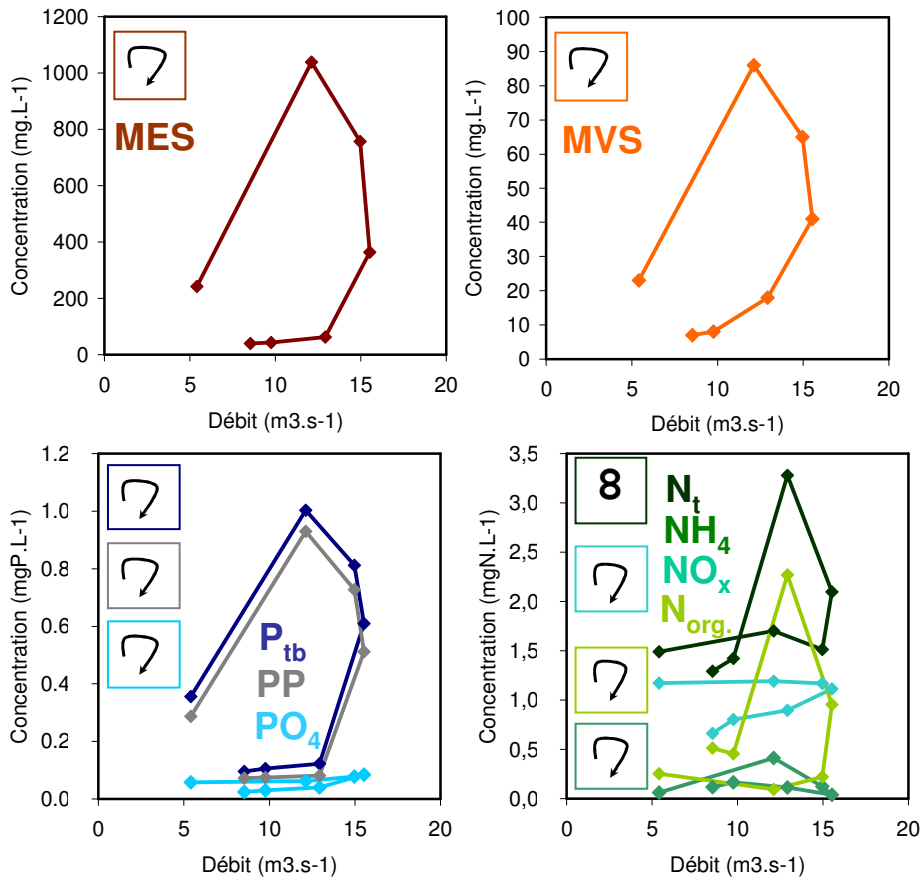 1200
1000
800
600
400
200
0
0 5 10 15 20
Concentration (mg.L-1)
Débit (m3.s-1)
MES
100
90
80
70
60
50
40
30
20
10
0
0 5 10 15 20
Concentration (mg.L-1)
Débit (m3.s-1)
MVS
1.2
1.0
0.8
0.6
0.4
0.2
0.0
0 5 10 15 20
Concentration (mgP.L-1)
Débit (m3.s-1)
Ptb
PP
PO4
3,5
3,0
2,5
2,0
1,5
1,0
0,5
0,0
0 5 10 15 20
Concentration (mgN.L-1)
Débit (m3.s-1)
8
Nt
NH4
NOx
Norg.